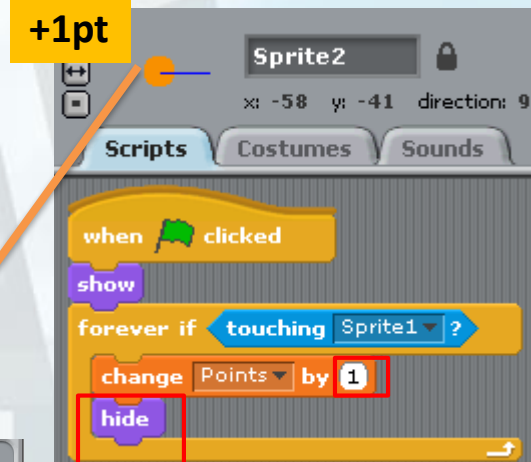 +1pt
Sprite2
x: -58 y: -41 direction: 9
Scripts Costumes Sounds
when clicked
show
forever if touching Sprite1 ?
change Points by 1
hide